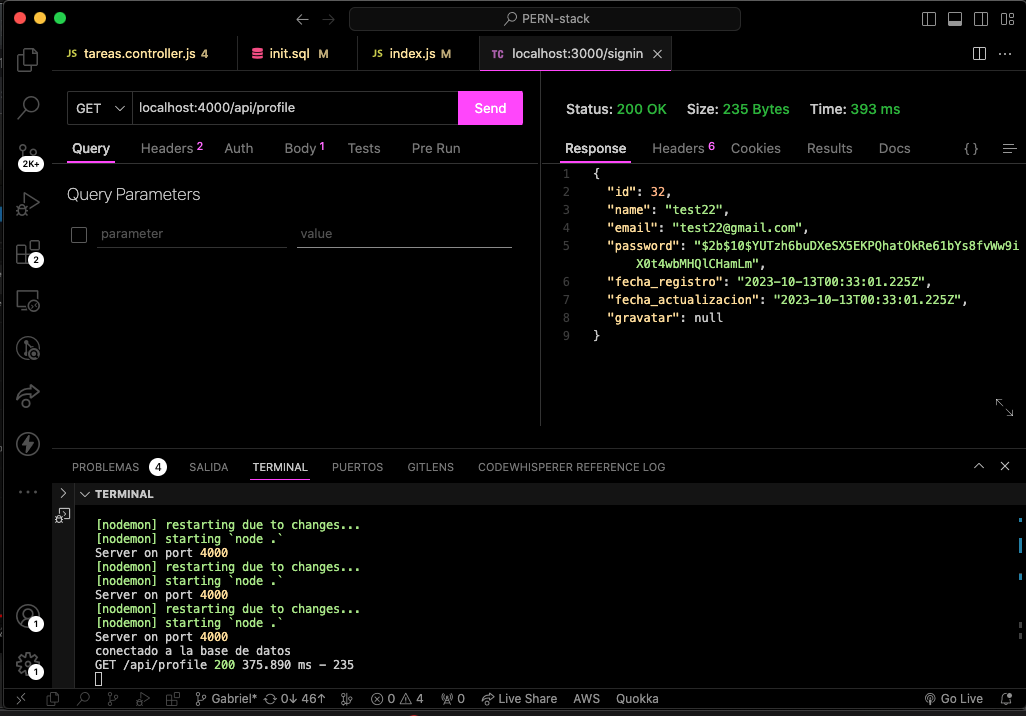 PERN-stack
JS tareas.controller.js 4
init.sql M
JS index.js M
TC localhost:3000/signin
GET localhost:4000/api/profile Send
Status: 200 OK Size: 235 Bytes Time: 393 ms
Query Headers 2 Auth Body 1 Tests Pre Run
Response Headers 6 Cookies Results Docs { }
2K+
2
Query Parameters
parameter value
1 {
2 "id": 32,
3 "name": "test22",
4 "email": "test22@gmail.com",
5 "password": "$2b$10$YUTzh6buDXeSX5EKPQhatOkRe61bYs8fvWw9i
X0t4wbMHQlCHamLm",
6 "fecha_registro": "2023-10-13T00:33:01.225Z",
7 "fecha_actualizacion": "2023-10-13T00:33:01.225Z",
8 "gravatar": null
9 }
PROBLEMAS 4 SALIDA TERMINAL PUERTOS GITLENS CODEWHISPERER REFERENCE LOG
TERMINAL
[nodemon] restarting due to changes...
[nodemon] starting `node .`
Server on port 4000
[nodemon] restarting due to changes...
[nodemon] starting `node .`
Server on port 4000
[nodemon] restarting due to changes...
[nodemon] starting `node .`
Server on port 4000
conectado a la base de datos
GET /api/profile 200 375.890 ms - 235
1
1
Gabriel* 0↓ 46↑ 0 4 0 Live Share AWS Quokka Go Live